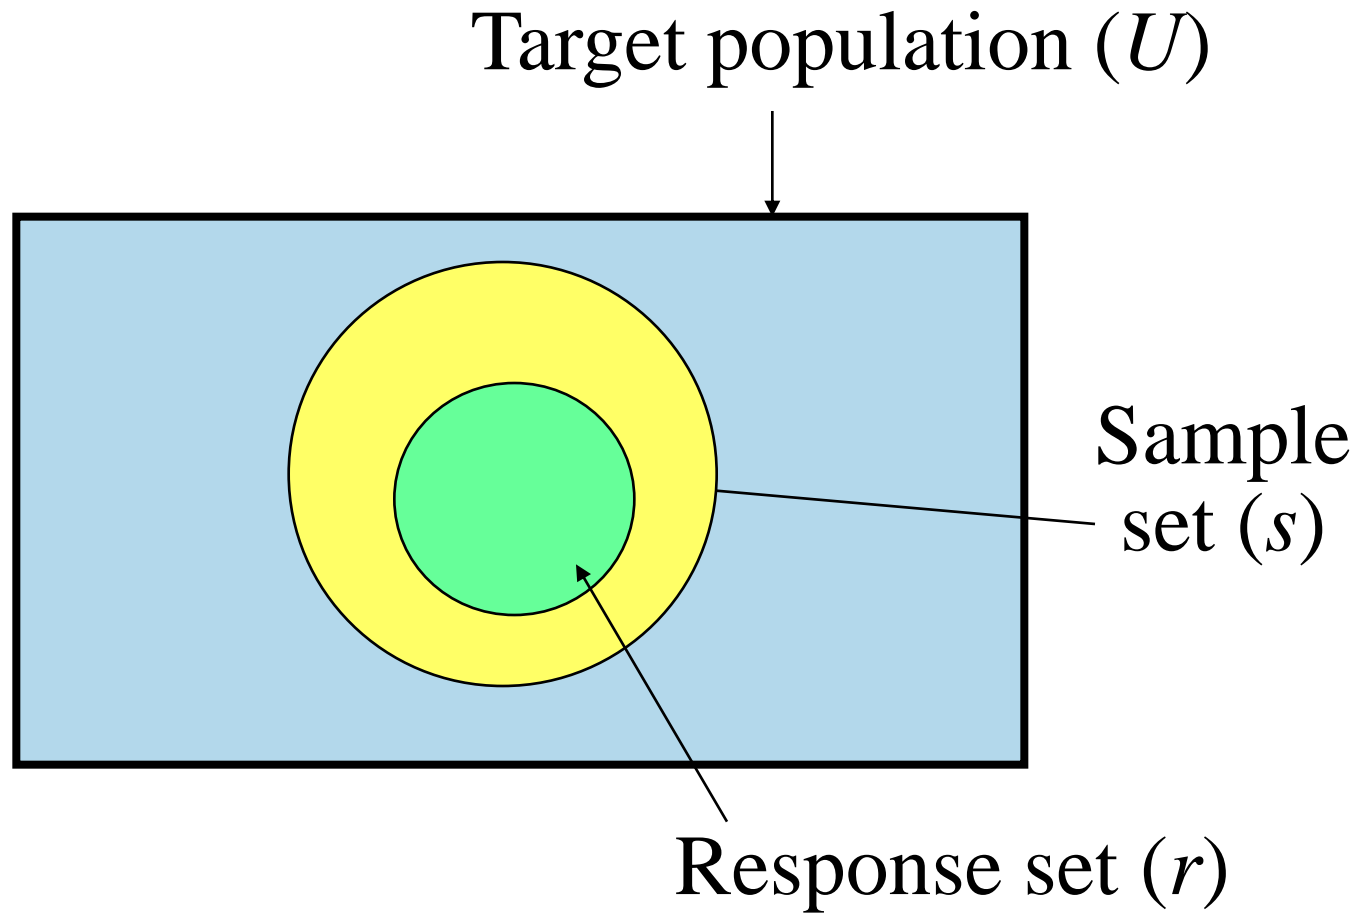 Target population (U)
Sample
set (s)
Response set (r)